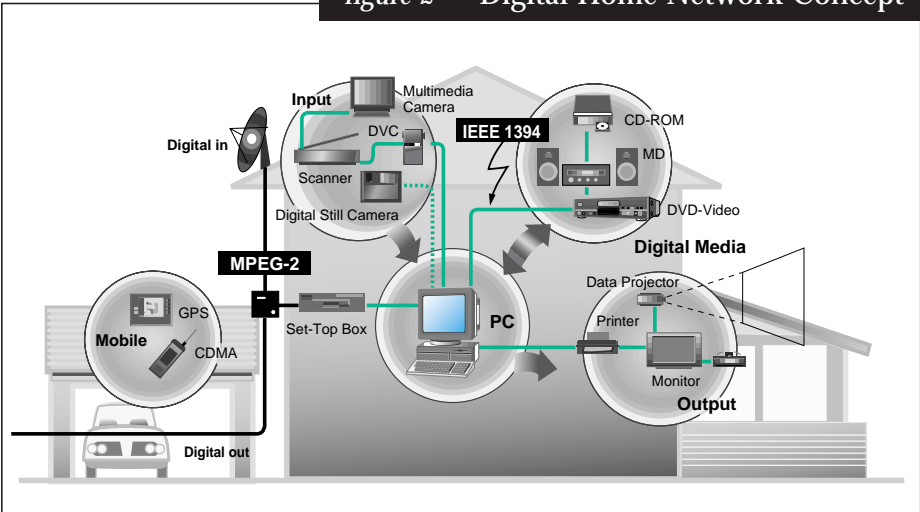 figure 2 Digital Home Network Concept
Input
Multimedia
Camera
Digital in
DVC
Scanner
Digital Still Camera
IEEE 1394
CD-ROM
MD
DVD-Video
Digital Media
MPEG-2
GPS
Mobile
CDMA
Set-Top Box
PC
Data Projector
Printer
Monitor
Output
Digital out